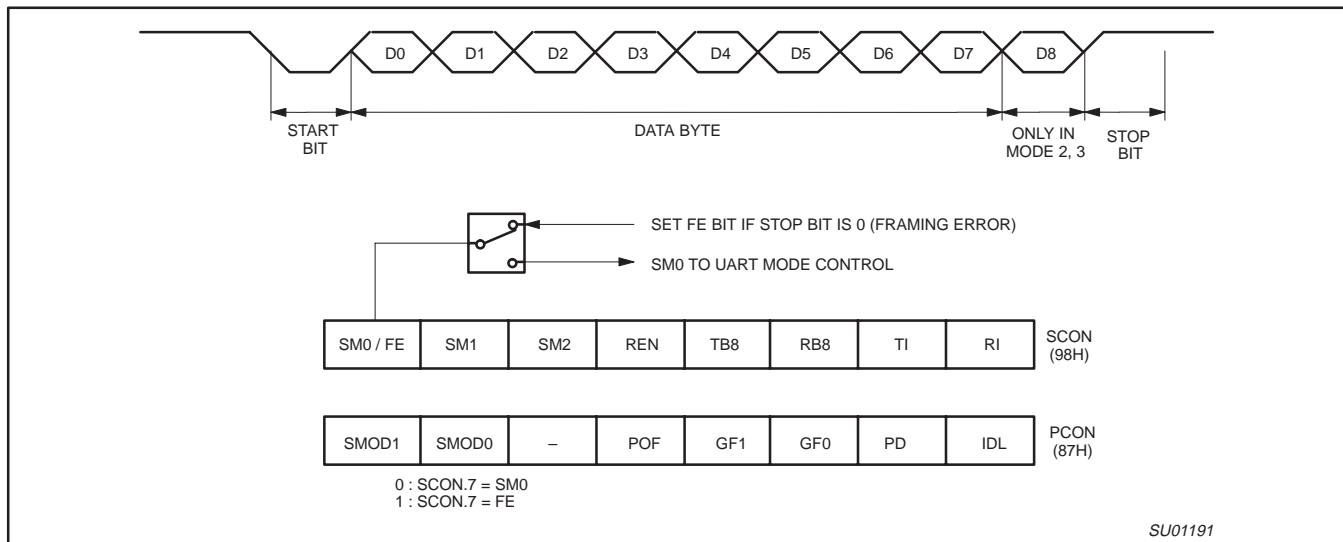 D0 D1 D2 D3 D4 D5 D6 D7 D8
START
BIT
DATA BYTE
ONLY IN
MODE 2, 3
STOP
BIT
SET FE BIT IF STOP BIT IS 0 (FRAMING ERROR)
SM0 TO UART MODE CONTROL
SM0 / FE SM1 SM2 REN TB8 RB8 TI RI
SCON
(98H)
SMOD1 SMOD0 – POF GF1 GF0 PD IDL
PCON
(87H)
0 : SCON.7 = SM0
1 : SCON.7 = FE
SU01191